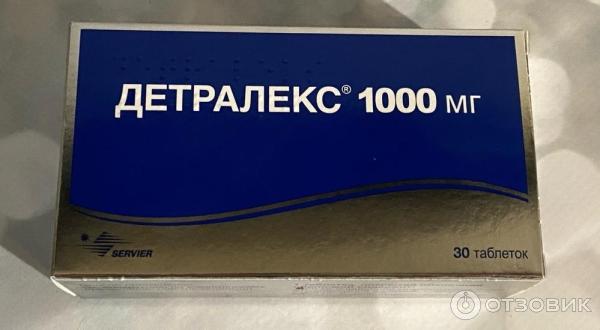 ДЕТРАЛЕКС® 1000 мг
SERVIER
30 таблеток
ОТЗОВИК